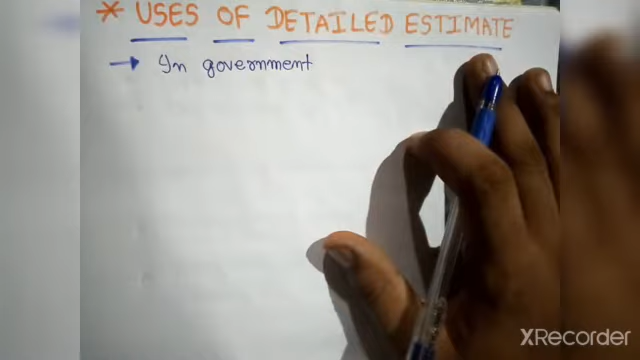 * USES OF DETAILED ESTIMATE
→ In government
XRecorder